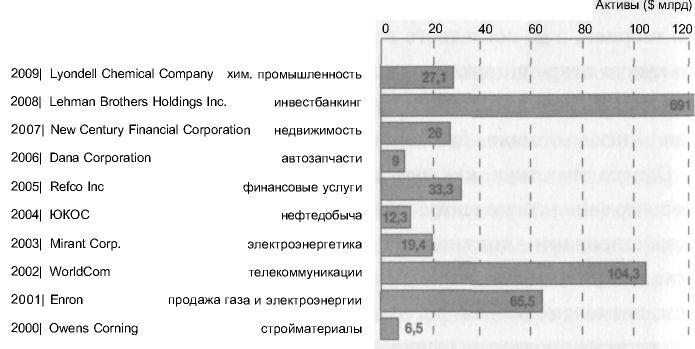 Активы ($ млрд)
0 20 40 60 80 100 120
2009| Lyondell Chemical Company хим. промышленность 27,1
2008| Lehman Brothers Holdings Inc. инвестбанкинг 691
2007| New Century Financial Corporation недвижимость 26
2006| Dana Corporation автозапчасти 9
2005| Refco Inc финансовые услуги 33,3
2004| ЮКОС нефтедобыча 12,3
2003| Mirant Corp. электроэнергетика 19,4
2002| WorldCom телекоммуникации 104,3
2001| Enron продажа газа и электроэнергии 65,5
2000| Owens Corning стройматериалы 6,5